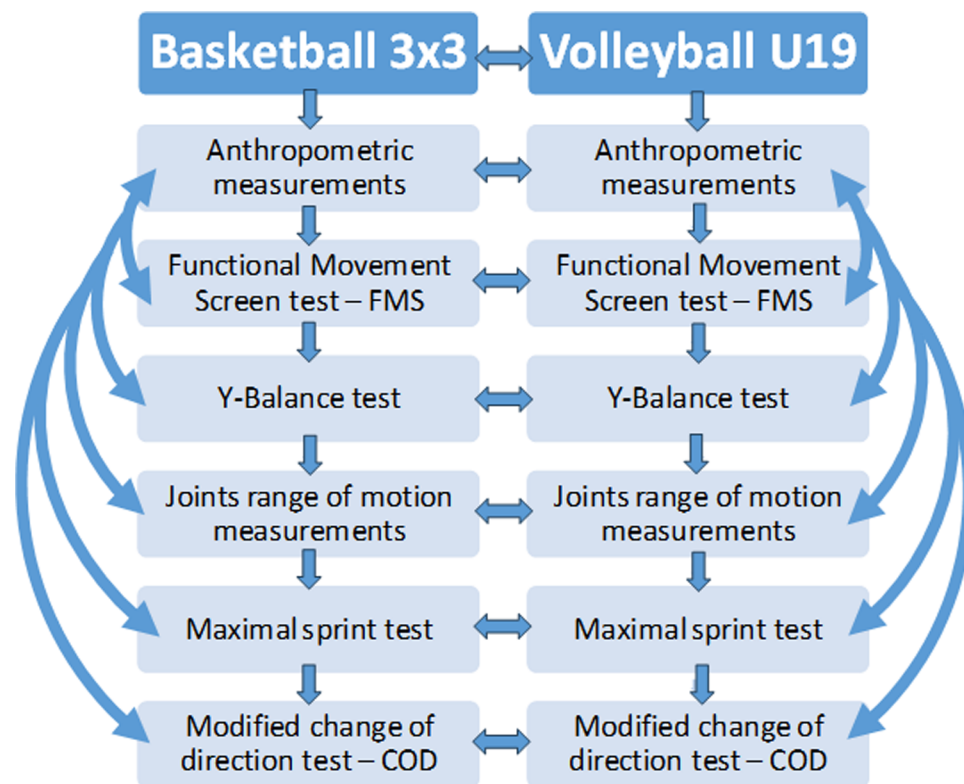 Basketball 3x3
Volleyball U19
Anthropometric
measurements
Anthropometric
measurements
Functional Movement
Screen test – FMS
Functional Movement
Screen test – FMS
Y-Balance test
Y-Balance test
Joints range of motion
measurements
Joints range of motion
measurements
Maximal sprint test
Maximal sprint test
Modified change of
direction test – COD
Modified change of
direction test – COD